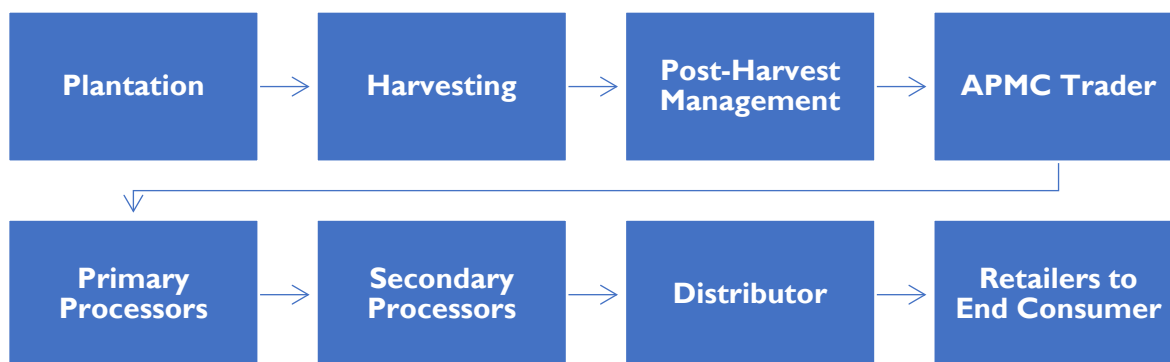 Plantation
Harvesting
Post-Harvest
Management
APMC Trader
Primary
Processors
Secondary
Processors
Distributor
Retailers to
End Consumer